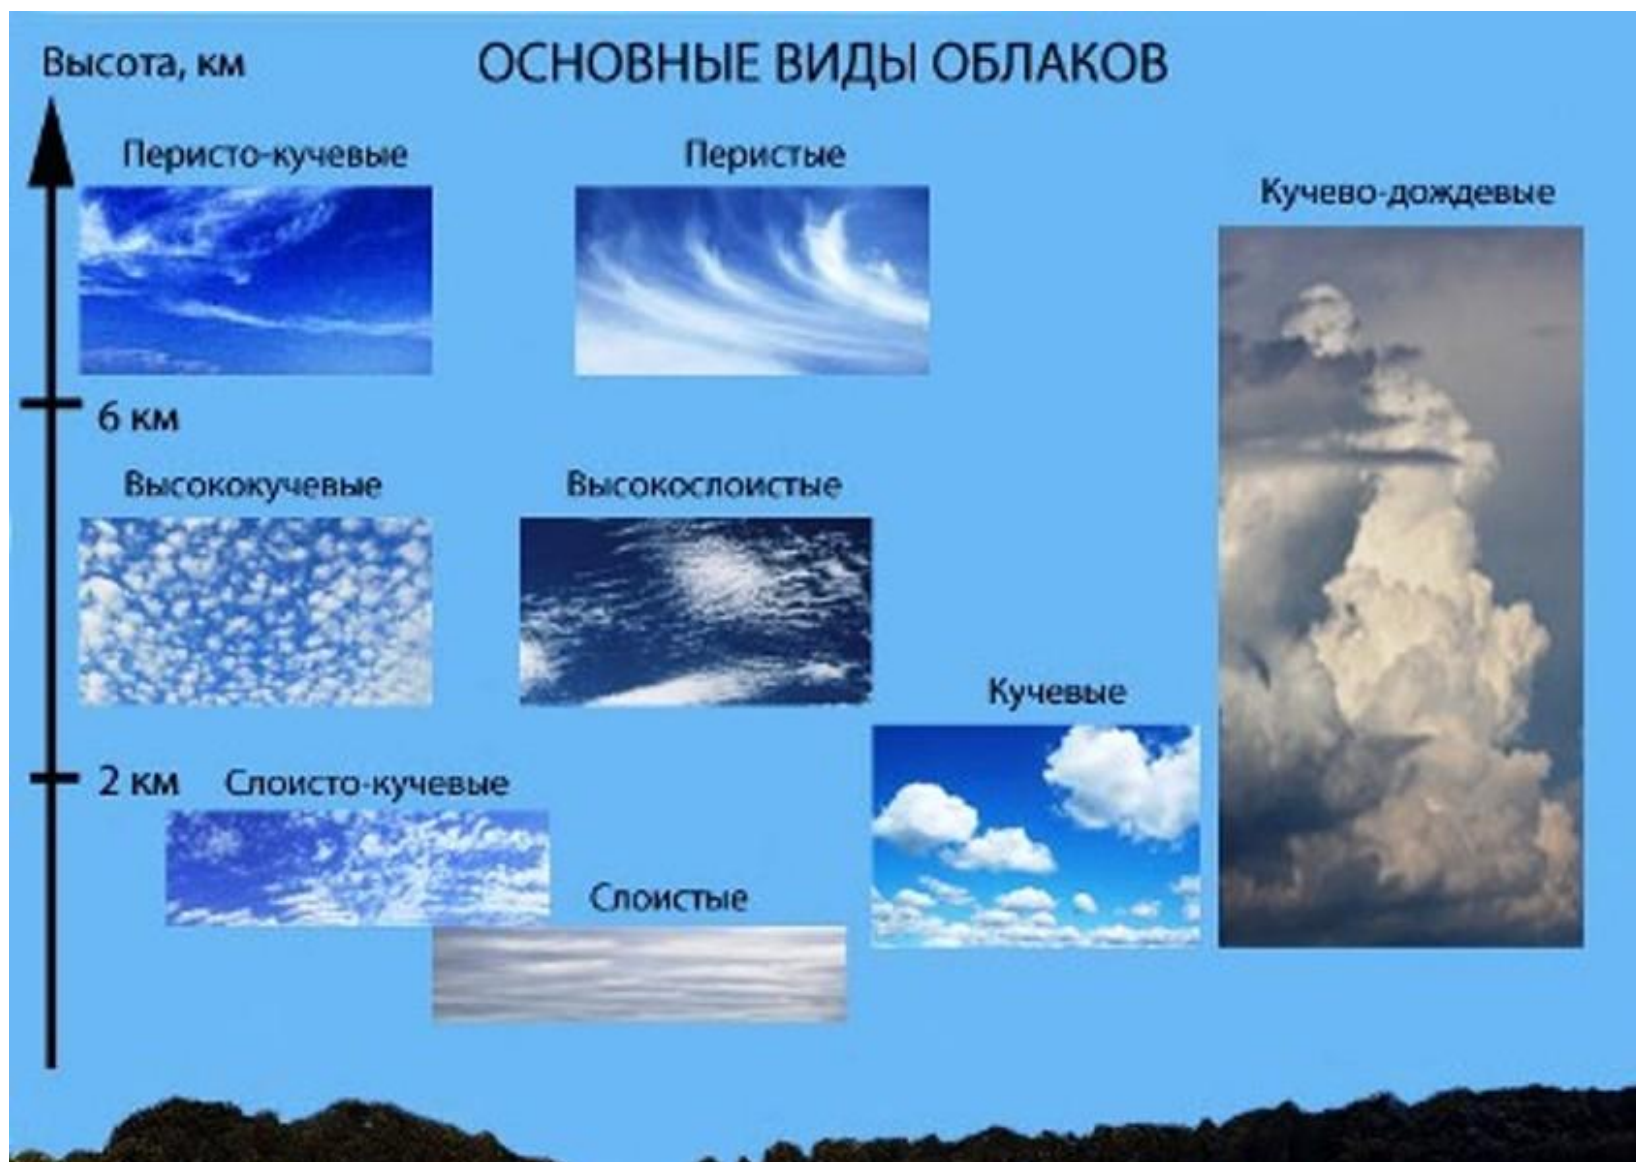 Высота, км
ОСНОВНЫЕ ВИДЫ ОБЛАКОВ
Перисто-кучевые
Перистые
Кучево-дождевые
6 км
Высококучевые
Высокослоистые
Кучевые
2 км
Слоисто-кучевые
Слоистые